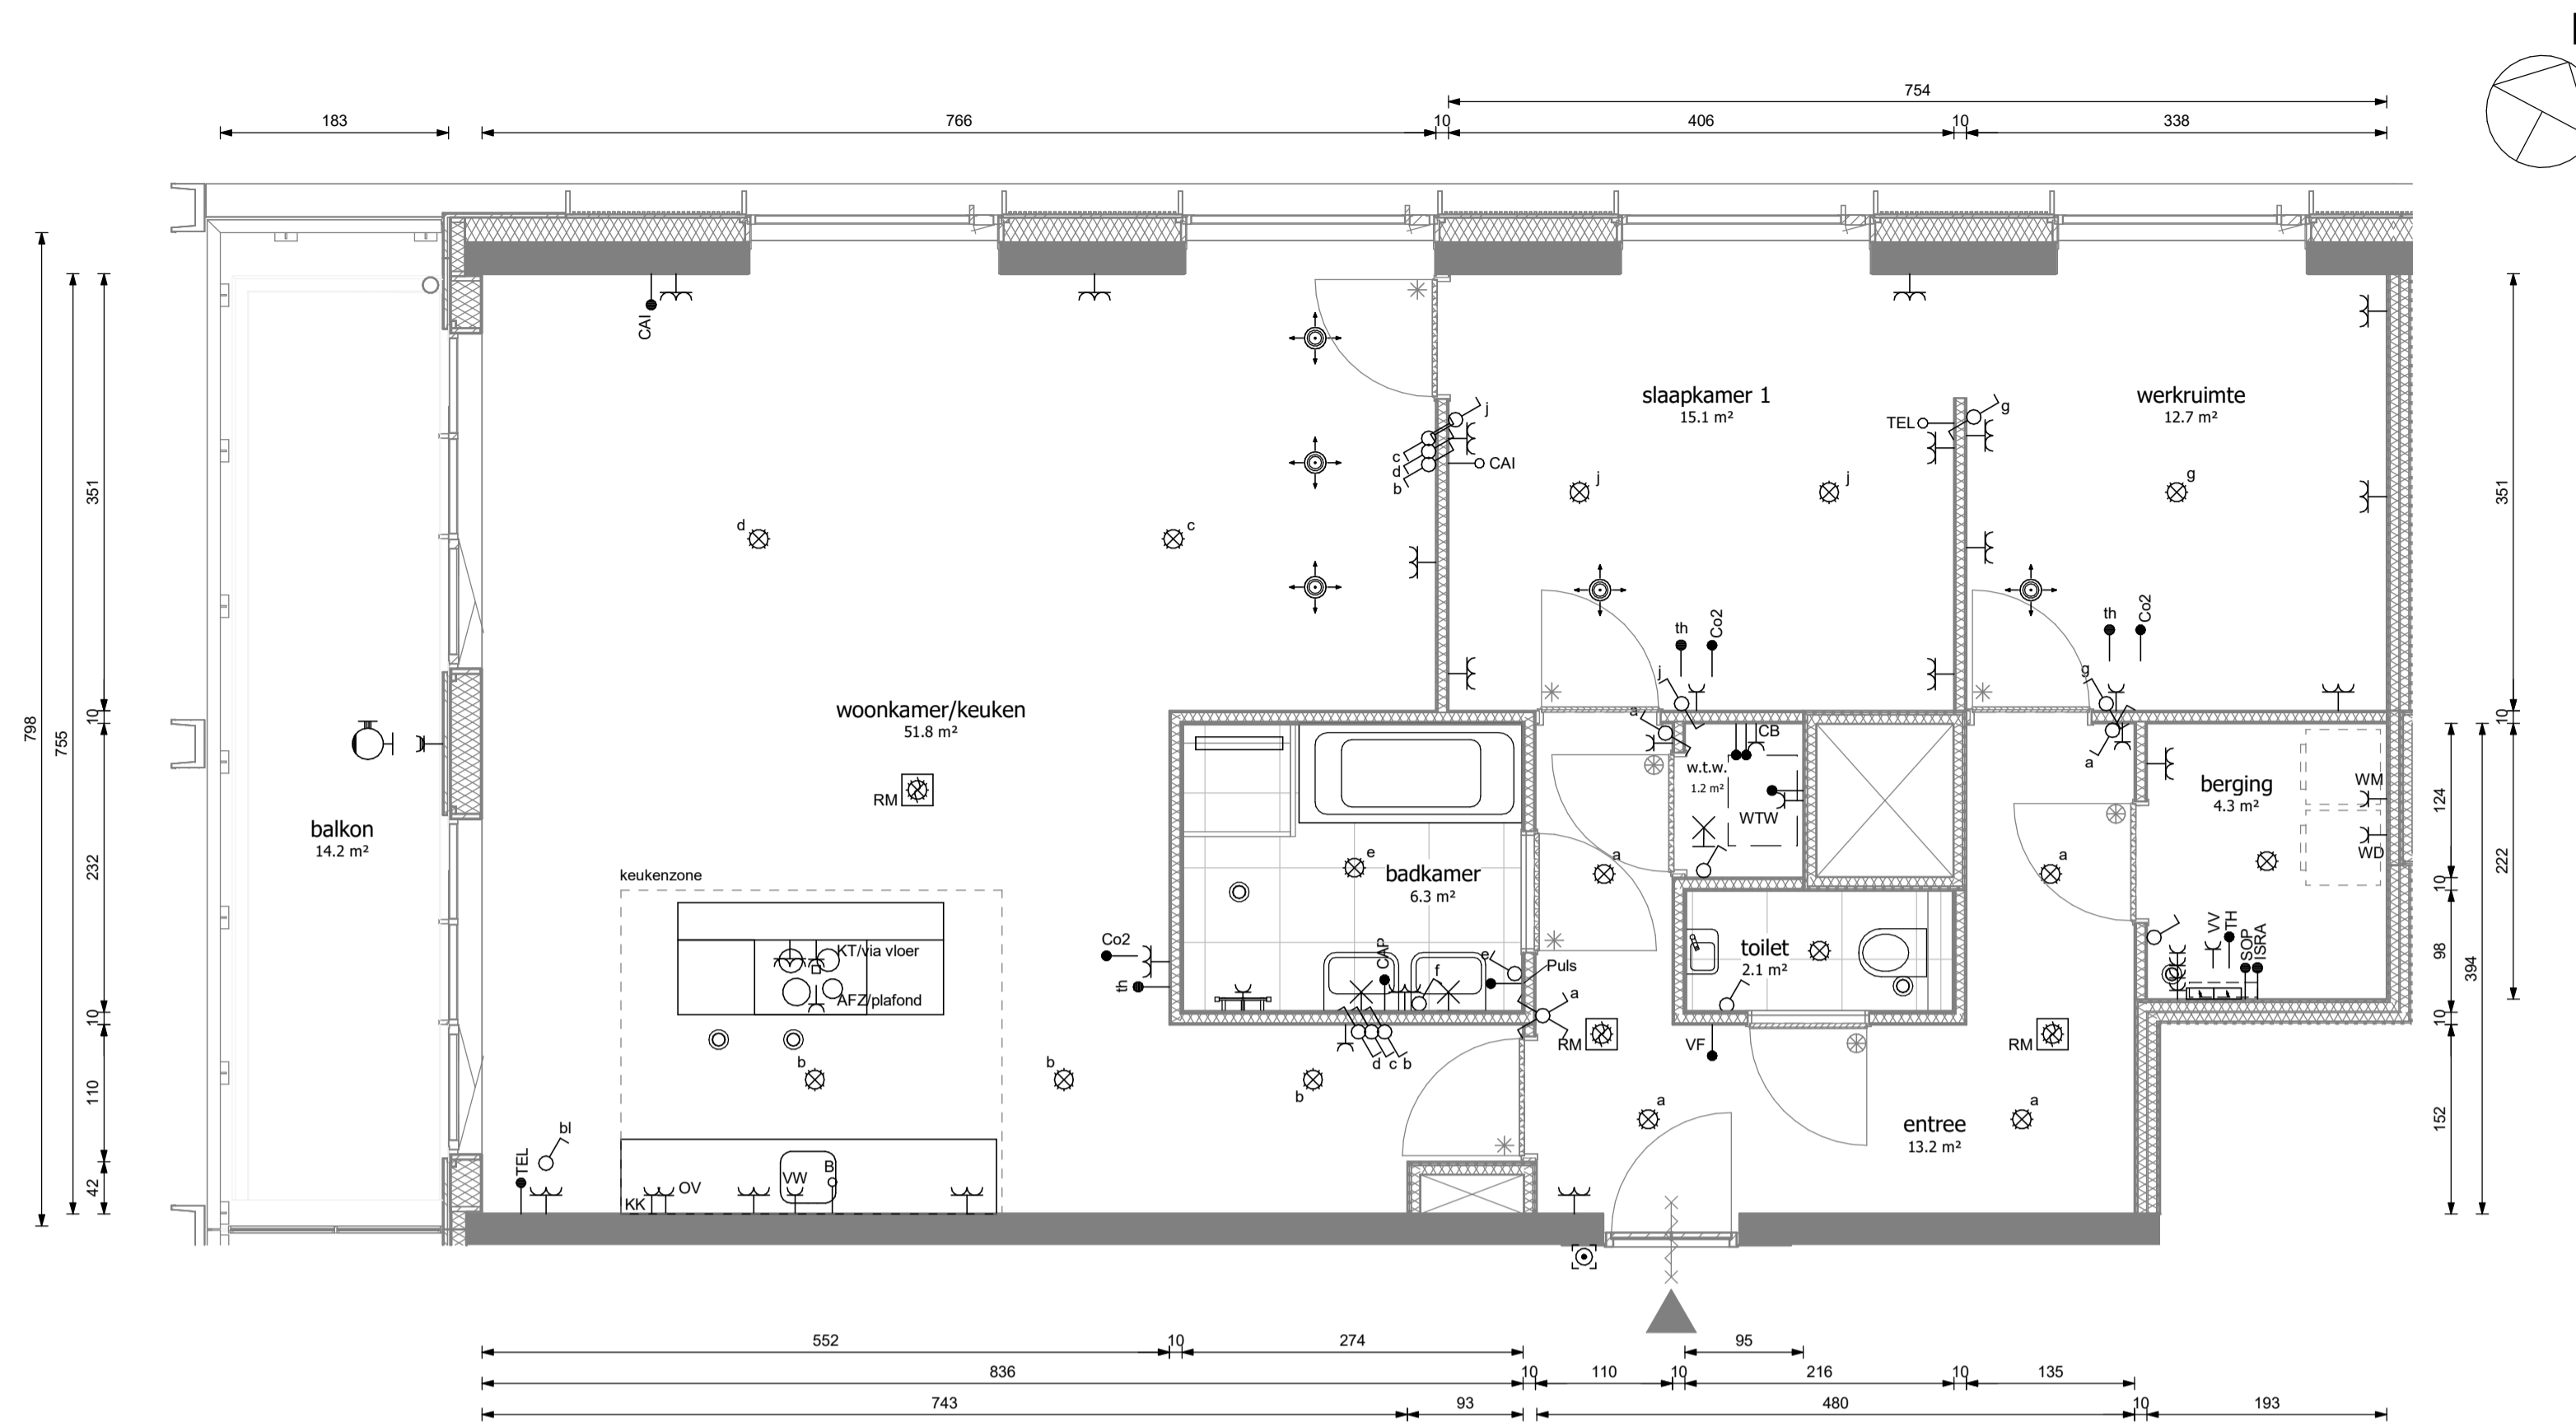 754
183
766
10
406
10
338
CAI
j
c
d
b
CAI
slaapkamer 1
15.1 m²
TEL
g
werkruimte
12.7 m²
351
351
d
c
j
j
g
th
Co2
th
Co2
j
g
a
a
10
10
798
755
woonkamer/keuken
51.8 m²
RM
balkon
14.2 m²
CB
w.t.w.
1.2 m²
WTW
berging
4.3 m²
WM
WD
124
222
232
keukenzone
e
badkamer
6.3 m²
a
a
10
KT/via vloer
AFZ/plafond
Co2
th
CAP
f
e
Puls
a
toilet
2.1 m²
VV
TH
SOP
ISRA
98
394
10
10
RM
VF
RM
d c b
b
b
b
a
a
entree
13.2 m²
110
152
bl
TEL
42
KK
OV
VW
B
552
10
274
95
836
10
110
10
216
10
135
743
93
480
10
193